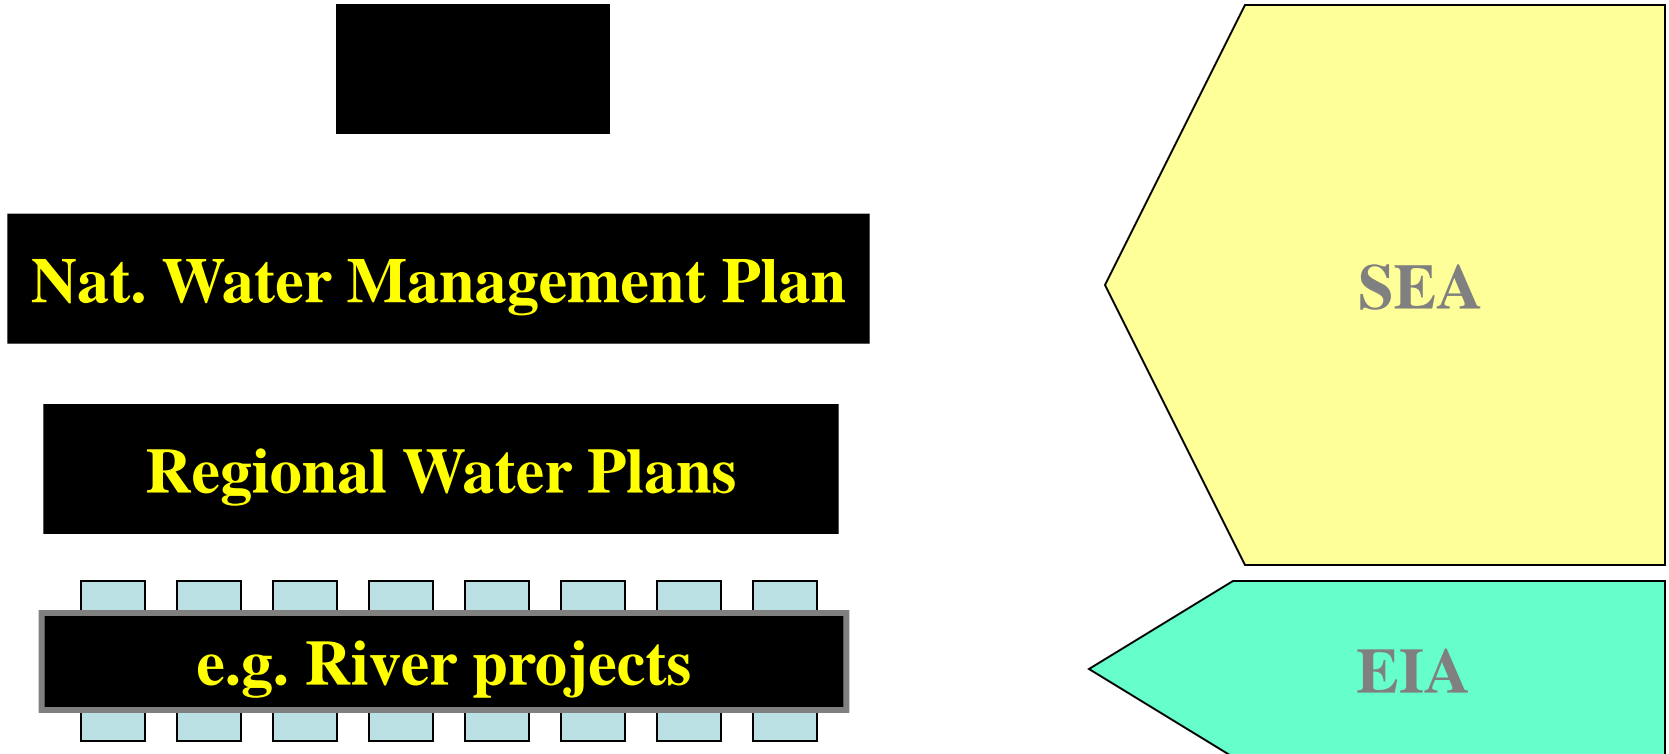 Nat. Water Management Plan
SEA
Regional Water Plans
e.g. River projects
EIA